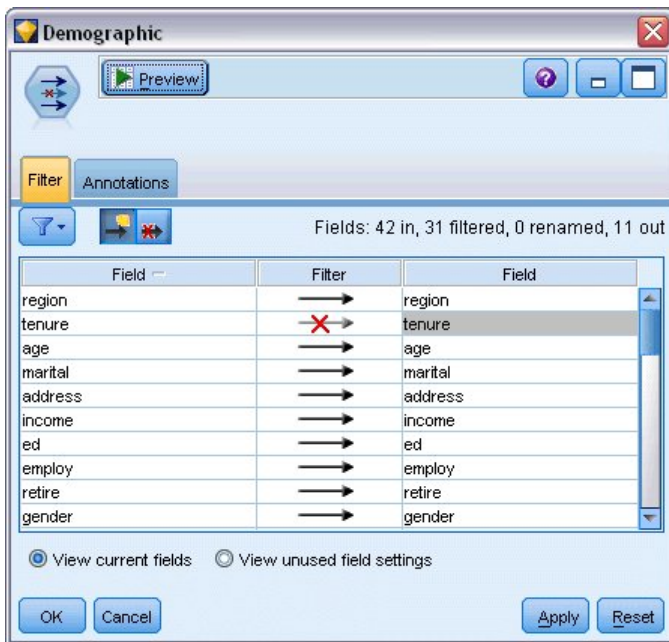 Demographic
Preview
Filter Annotations
Fields: 42 in, 31 filtered, 0 renamed, 11 out
Field Filter Field
region region
tenure tenure
age age
marital marital
address address
income income
ed ed
employ employ
retire retire
gender gender
View current fields View unused field settings
OK Cancel Apply Reset